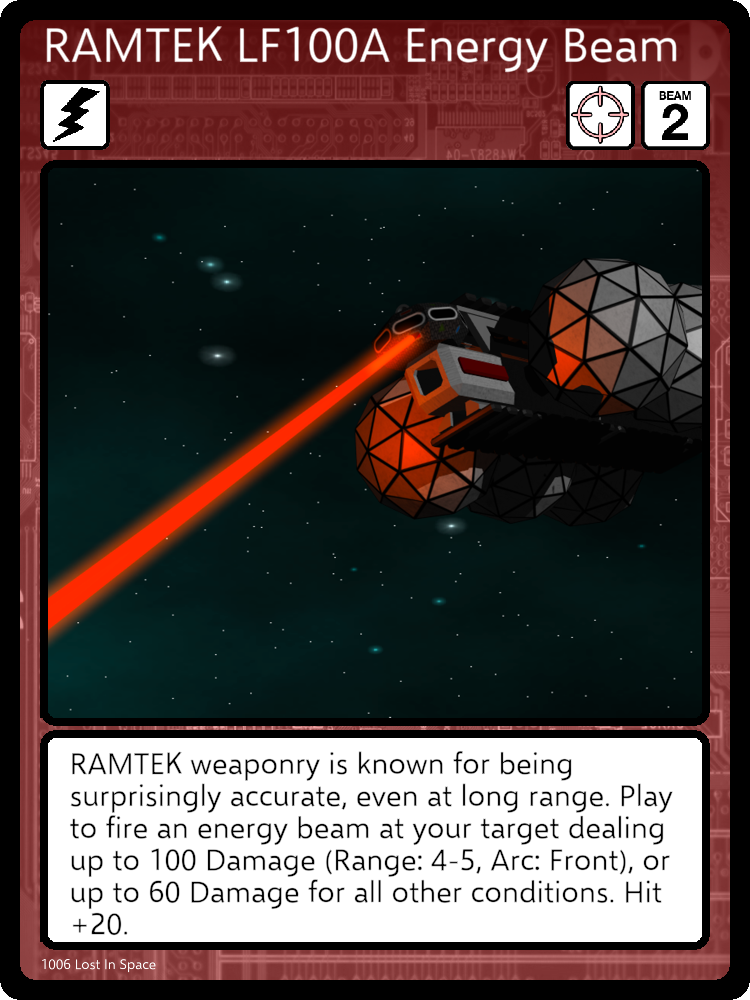 RAMTEK LF100A Energy Beam
BEAM
2
RAMTEK weaponry is known for being
surprisingly accurate, even at long range. Play
to fire an energy beam at your target dealing
up to 100 Damage (Range: 4-5, Arc: Front), or
up to 60 Damage for all other conditions. Hit
+20.
1006 Lost In Space